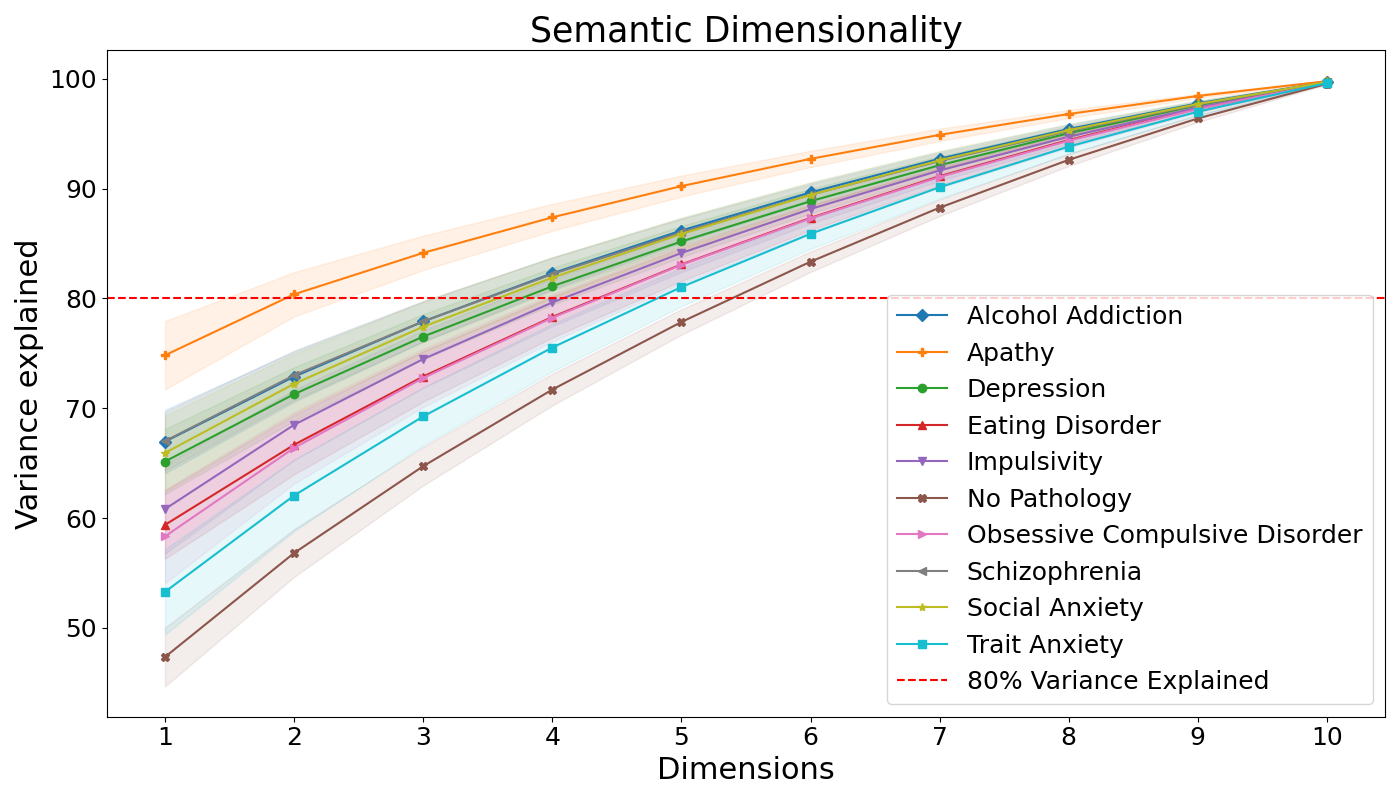 Semantic Dimensionality
Variance explained
100
90
80
70
60
50
Alcohol Addiction
Apathy
Depression
Eating Disorder
Impulsivity
No Pathology
Obsessive Compulsive Disorder
Schizophrenia
Social Anxiety
Trait Anxiety
80% Variance Explained
1 2 3 4 5 6 7 8 9 10
Dimensions